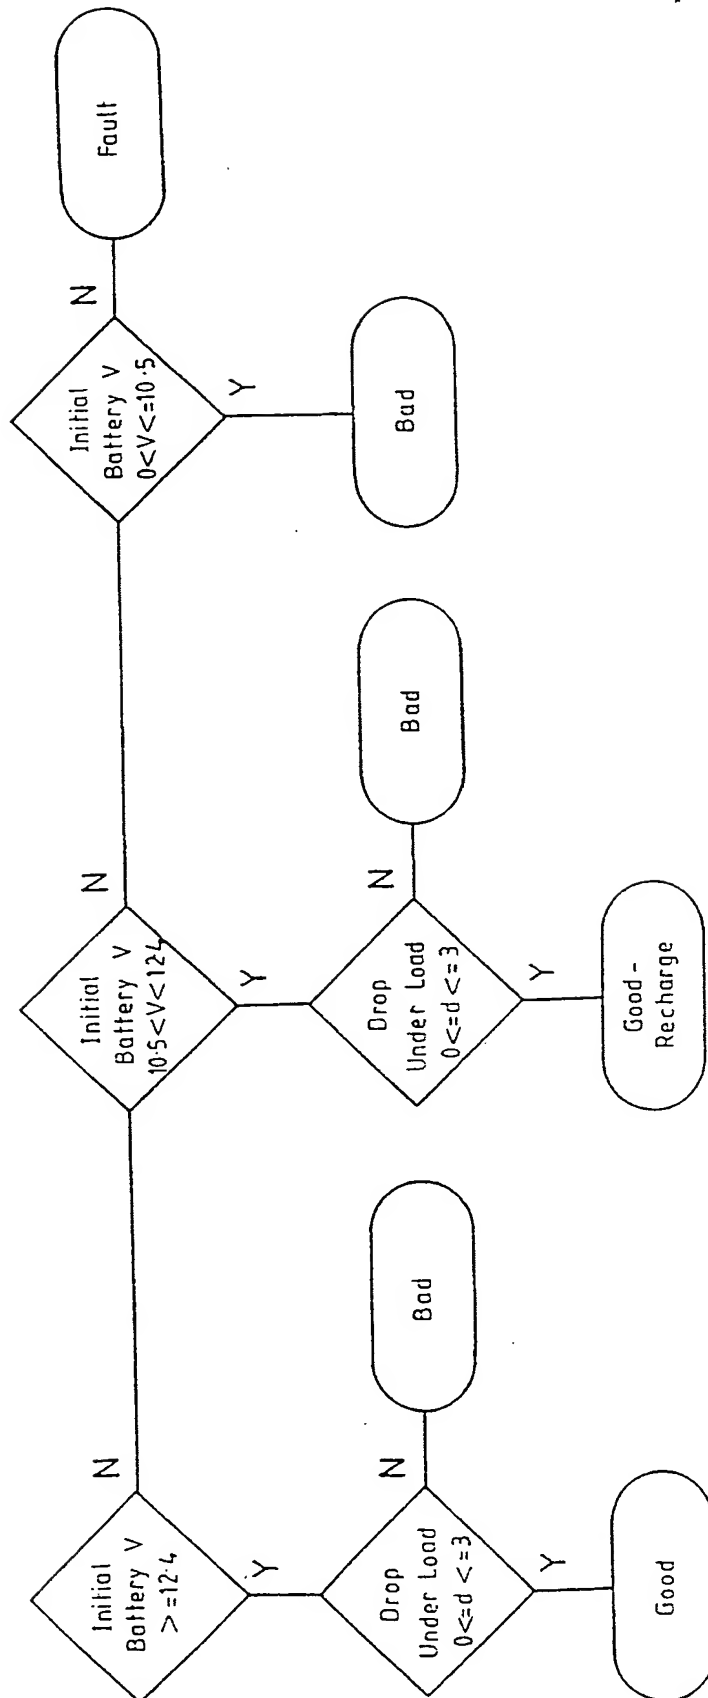 Initial
Battery V
>=12·4
N
Y
Drop
Under Load
0<=d <=3
N
Bad
Y
Good
Initial
Battery V
10·5<V<12·4
N
Y
Drop
Under Load
0<=d <=3
N
Bad
Y
Good-
Recharge
Initial
Battery V
0<V<=10·5
N
Fault
Y
Bad